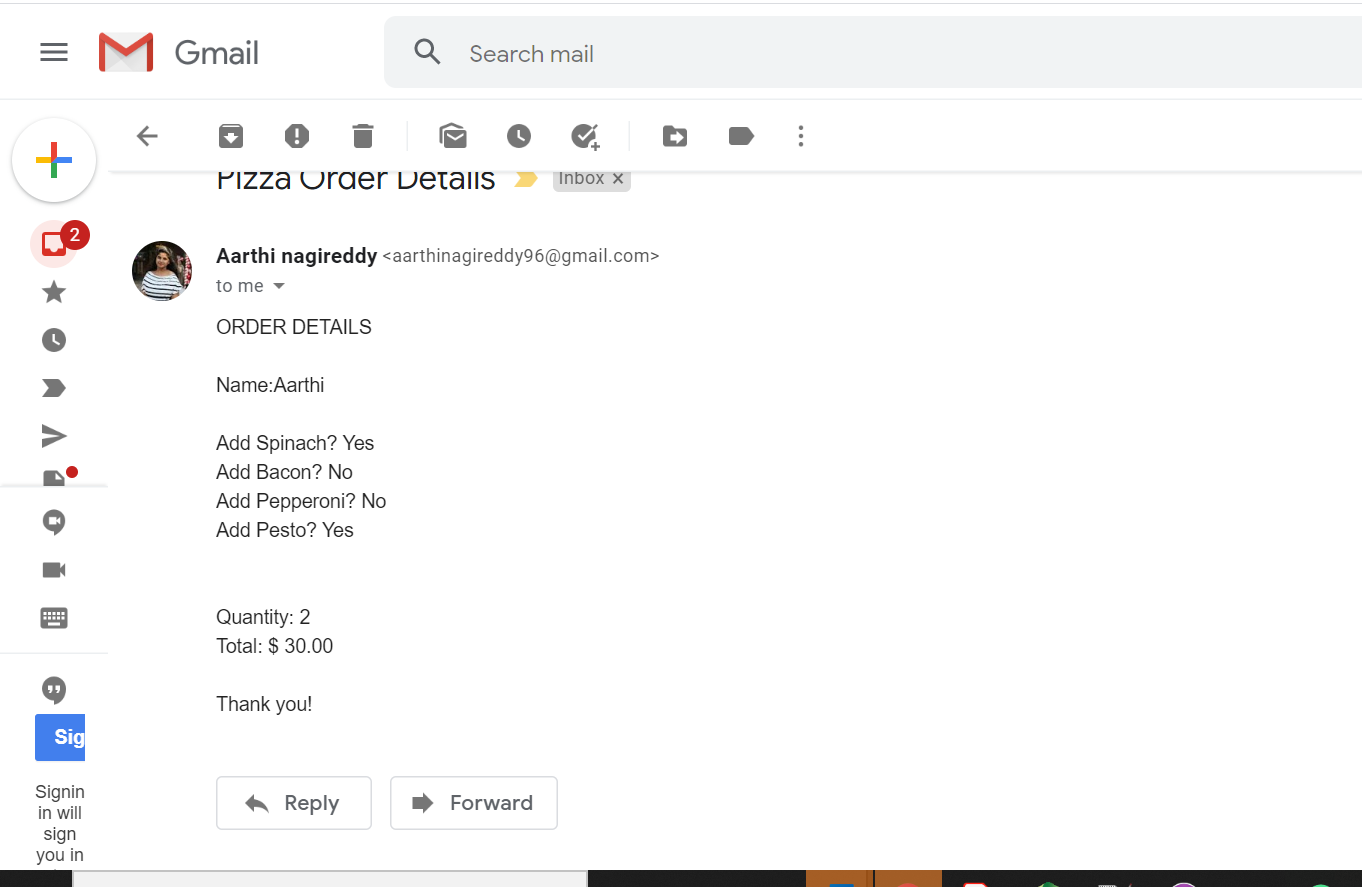 Gmail
Search mail
Pizza Order Details
Inbox ×
2
Aarthi nagireddy <aarthinagireddy96@gmail.com>
to me
ORDER DETAILS
Name:Aarthi
Add Spinach? Yes
Add Bacon? No
Add Pepperoni? No
Add Pesto? Yes
Quantity: 2
Total: $ 30.00
Thank you!
Sig
Reply
Forward
Signin
in will
sign
you in